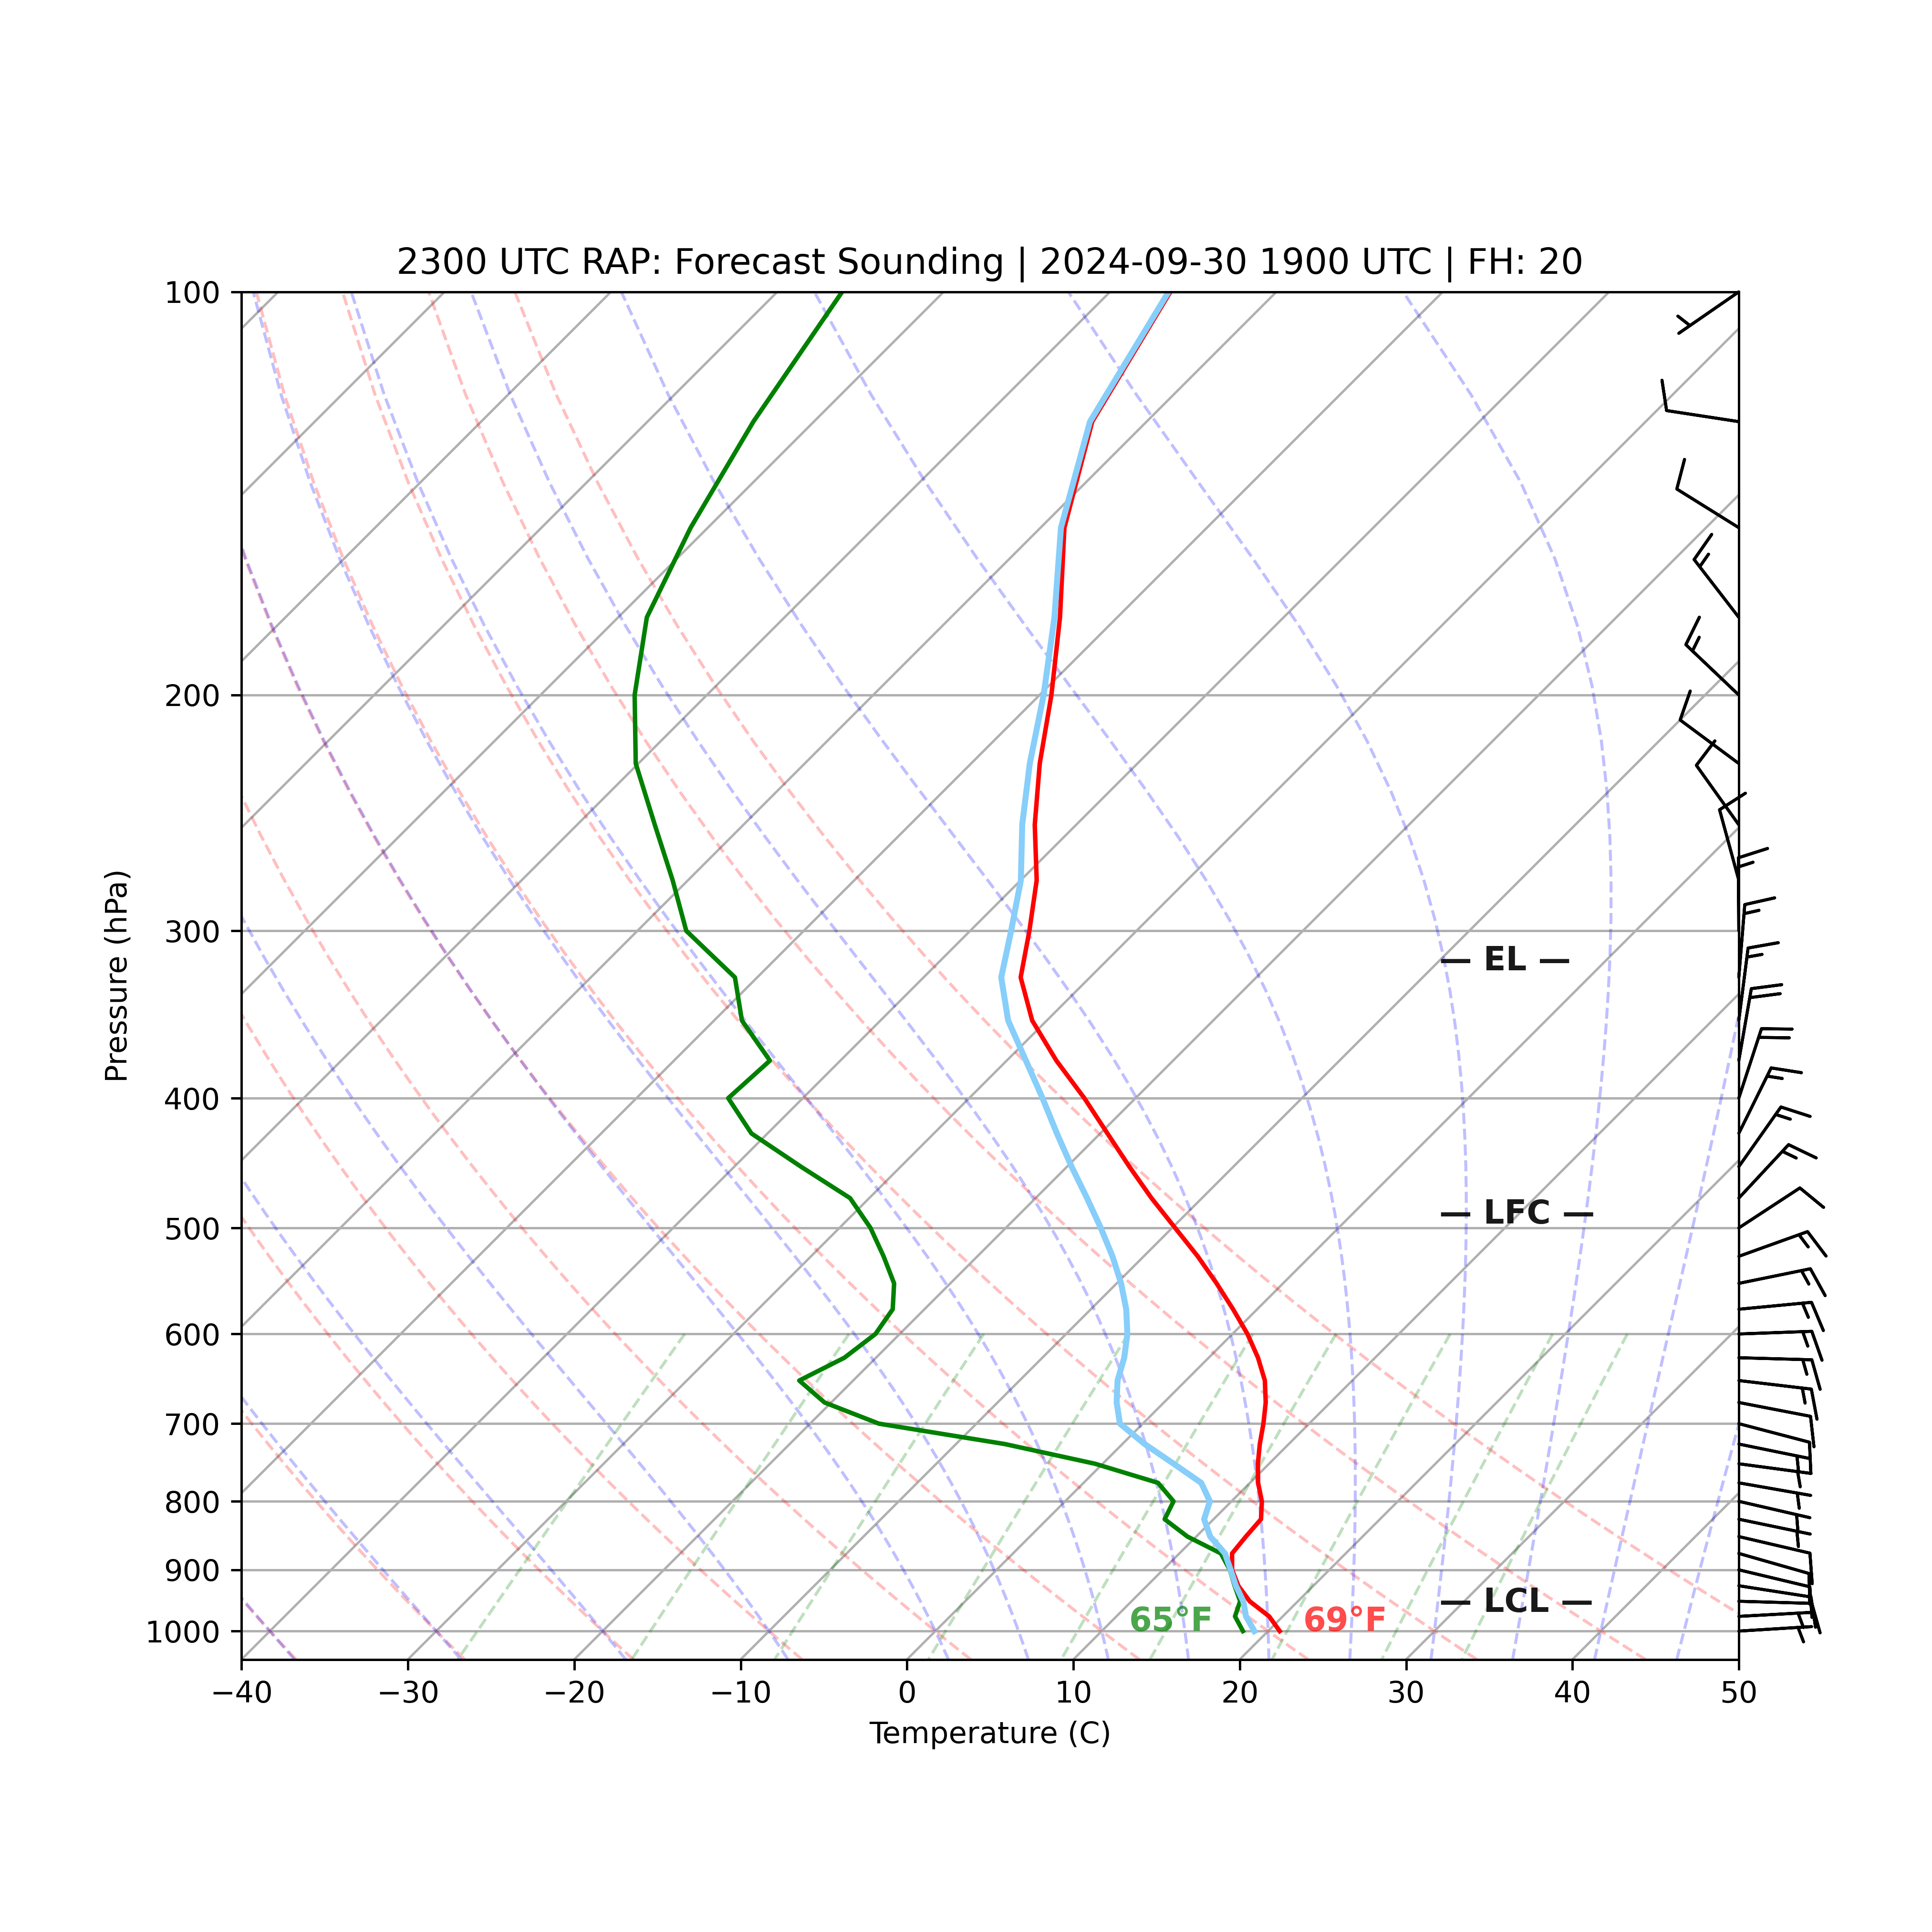 2300 UTC RAP: Forecast Sounding | 2024-09-30 1900 UTC | FH: 20
100
200
300
— EL —
Pressure (hPa)
400
— LFC —
500
600
700
800
900
— LCL —
65°F 69°F
1000
−40 −30 −20 −10 0 10 20 30 40 50
Temperature (C)